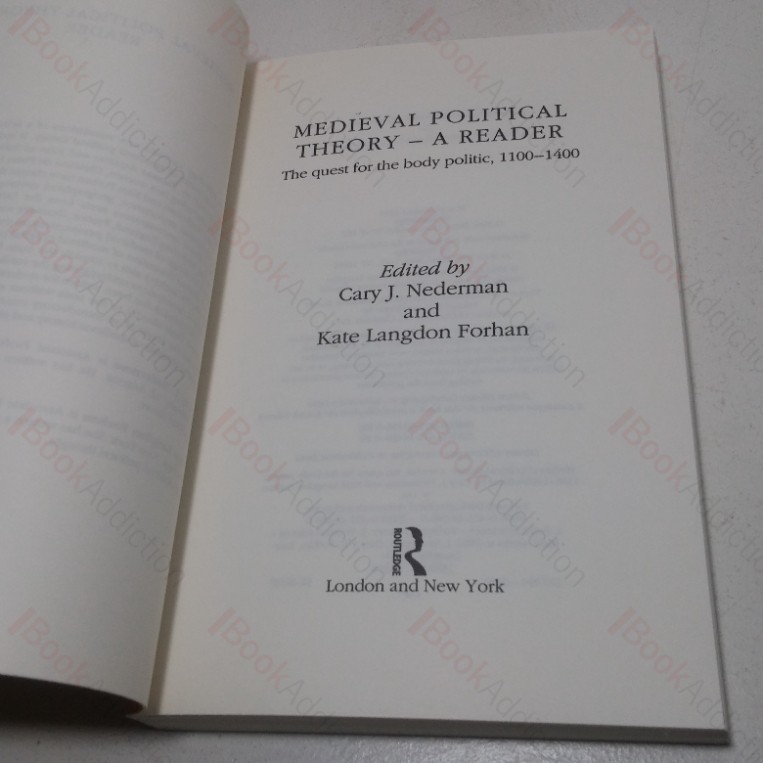 MEDIEVAL POLITICAL
THEORY – A READER
The quest for the body politic, 1100–1400
Edited by
Cary J. Nederman
and
Kate Langdon Forhan
ROUTLEDGE
London and New York
BookAddiction